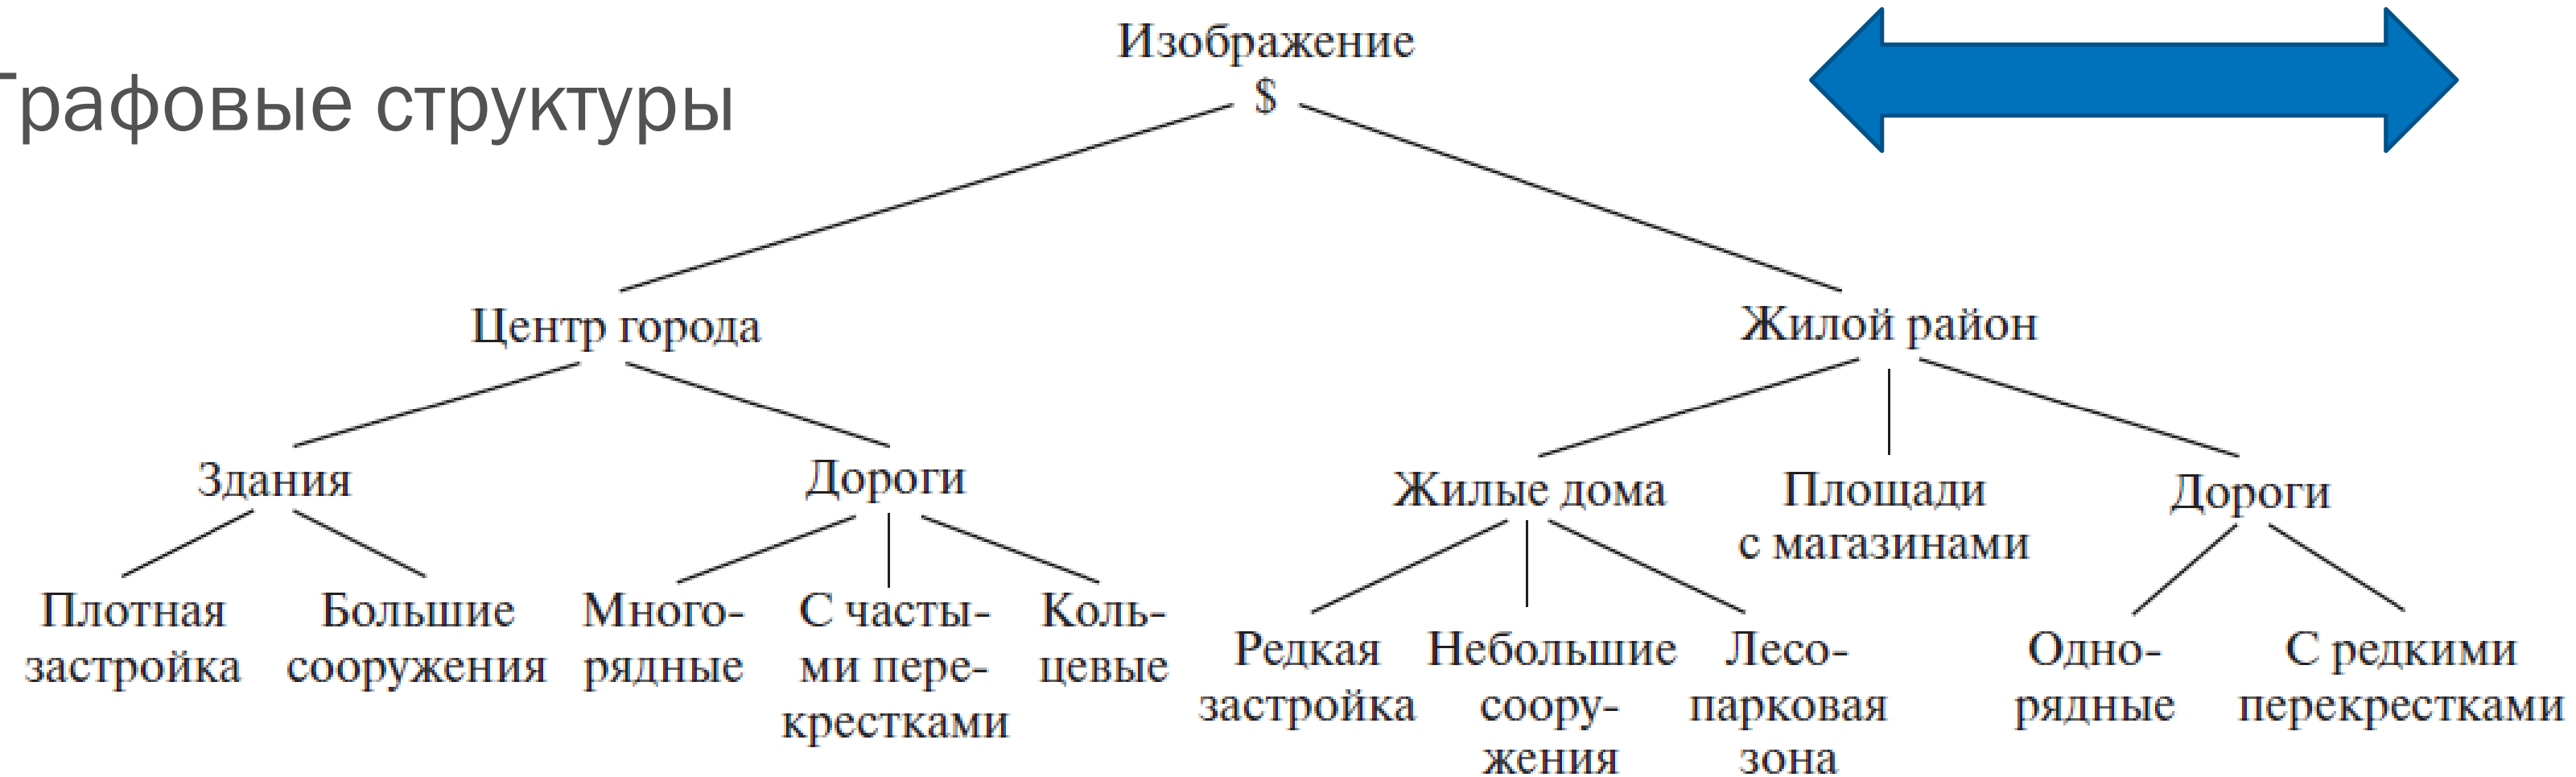 Графовые структуры
Изображение
$
Центр города
Жилой район
Здания
Дороги
Жилые дома
Площади
с магазинами
Дороги
Плотная
застройка
Большие
сооружения
Много-
рядные
С часты-
ми пере-
крестками
Коль-
цевые
Редкая
застройка
Небольшие
соору-
жения
Лесо-
парковая
зона
Одно-
рядные
С редкими
перекрестками